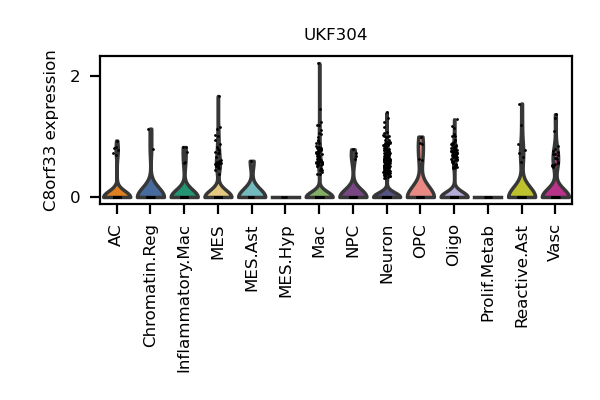 UKF304
C8orf33 expression
2
0
AC
Chromatin.Reg
Inflammatory.Mac
MES
MES.Ast
MES.Hyp
Mac
NPC
Neuron
OPC
Oligo
Prolif.Metab
Reactive.Ast
Vasc